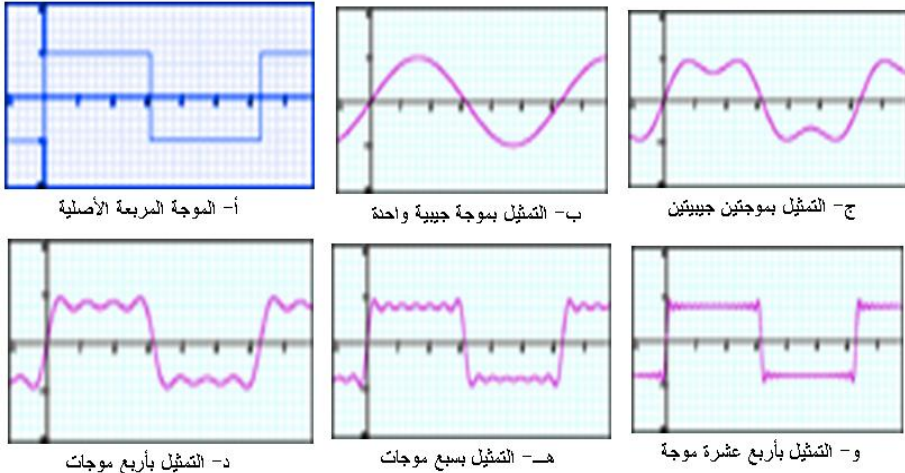 أ- الموجة المربعة الأصلية
ب- التمثيل بموجة جيبية واحدة
ج- التمثيل بموجتين جيبيتين
د- التمثيل بأربع موجات
هـ- التمثيل بسبع موجات
و- التمثيل بأربع عشرة موجة